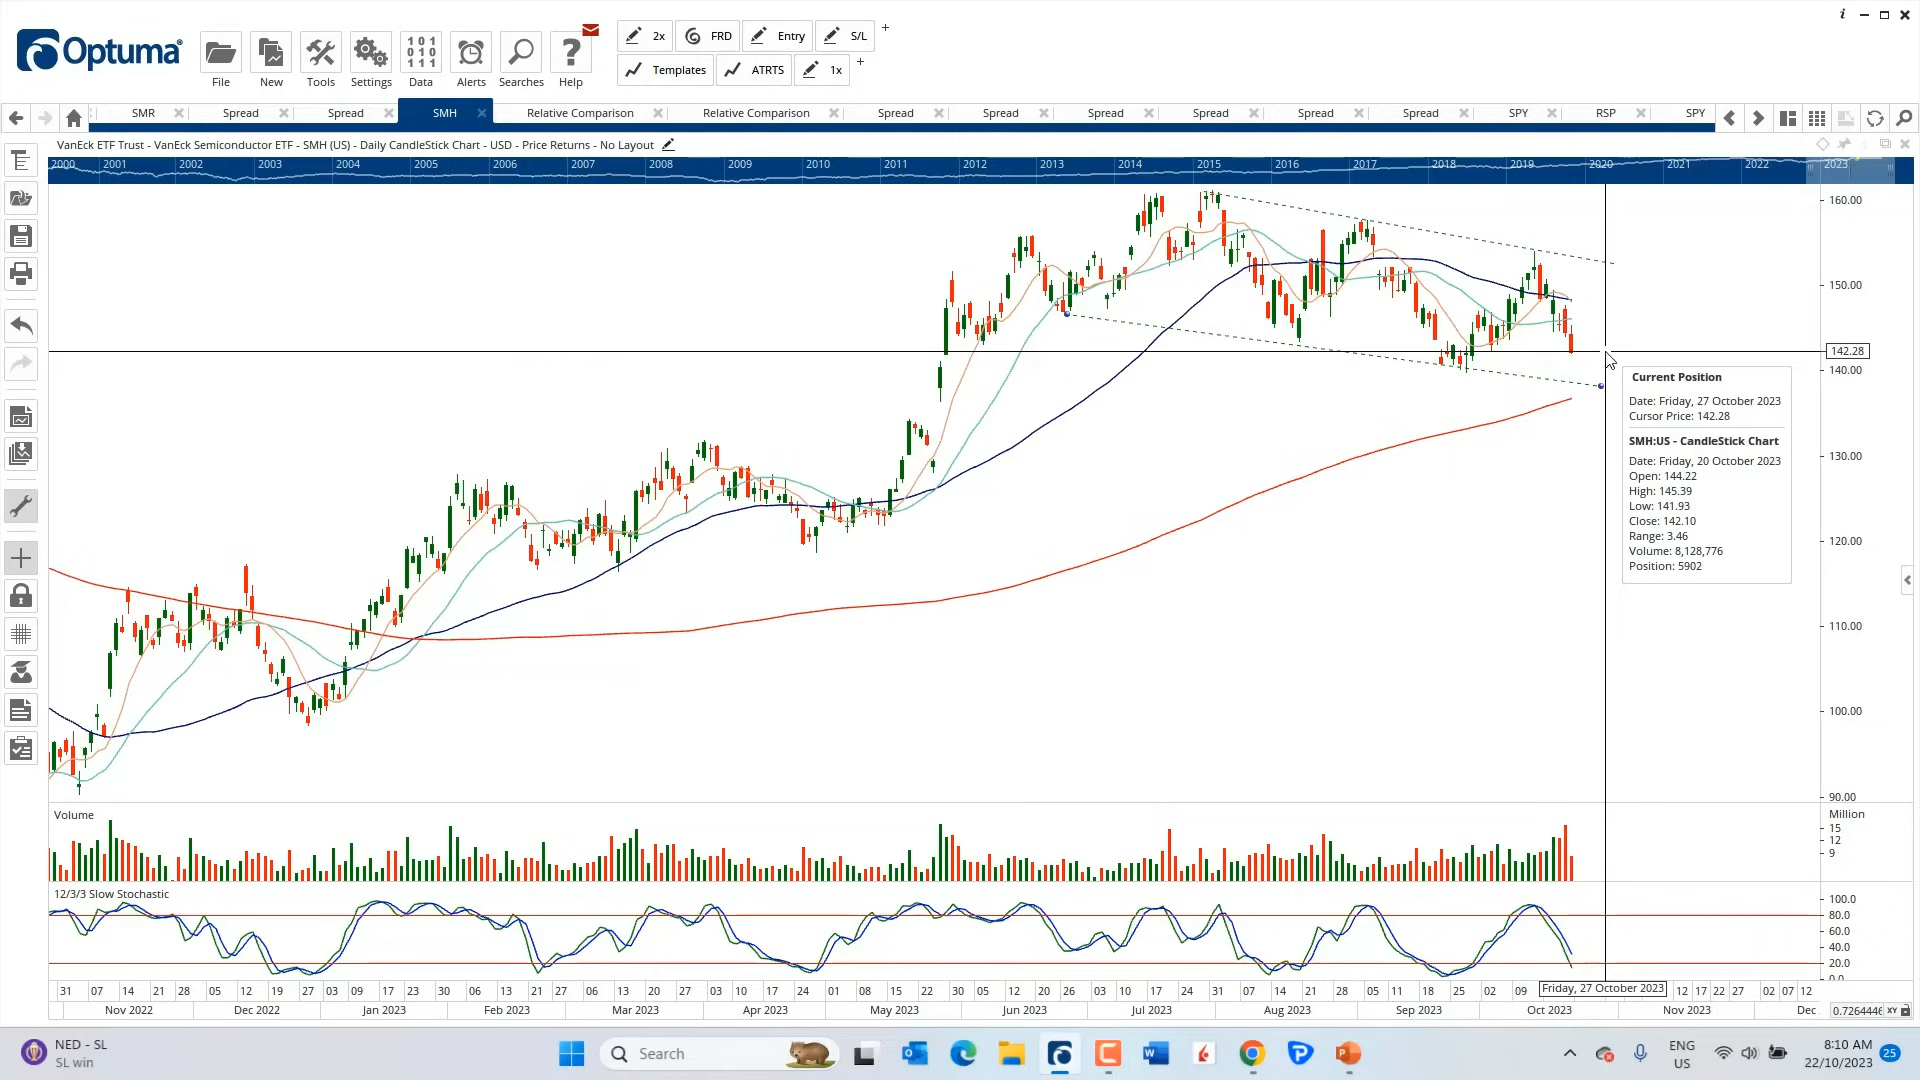 Optuma
File New Tools Settings Data Alerts Searches Help
2x FRD Entry S/L
Templates ATRTS 1x
SMR Spread Spread SMH Relative Comparison Relative Comparison Spread Spread Spread Spread Spread Spread SPY RSP SPY
VanEck ETF Trust - VanEck Semiconductor ETF - SMH (US) - Daily CandleStick Chart - USD - Price Returns - No Layout
2000 2001 2002 2003 2004 2005 2006 2007 2008 2009 2010 2011 2012 2013 2014 2015 2016 2017 2018 2019 2020 2021 2022 2023
160.00
150.00
142.28
140.00
130.00
120.00
110.00
100.00
90.00
Current Position
Date: Friday, 27 October 2023
Cursor Price: 142.28
SMH:US - CandleStick Chart
Date: Friday, 20 October 2023
Open: 144.22
High: 145.39
Low: 141.93
Close: 142.10
Range: 3.46
Volume: 8,128,776
Position: 5902
Volume
Million
15
12
9
12/3/3 Slow Stochastic
100.0
80.0
60.0
40.0
20.0
0.0
31 07 14 21 28 05 12 19 27 03 09 17 23 30 06 13 21 27 06 13 20 27 03 10 17 24 01 08 15 22 30 05 12 20 26 03 10 17 24 31 07 14 21 28 05 11 18 25 02 09 Friday, 27 October 2023 12 17 22 27 02 07 12
Nov 2022 Dec 2022 Jan 2023 Feb 2023 Mar 2023 Apr 2023 May 2023 Jun 2023 Jul 2023 Aug 2023 Sep 2023 Oct 2023 Nov 2023 Dec
0.7264446 XY
NED - SL
SL win
Search
ENG
US
8:10 AM
22/10/2023
25